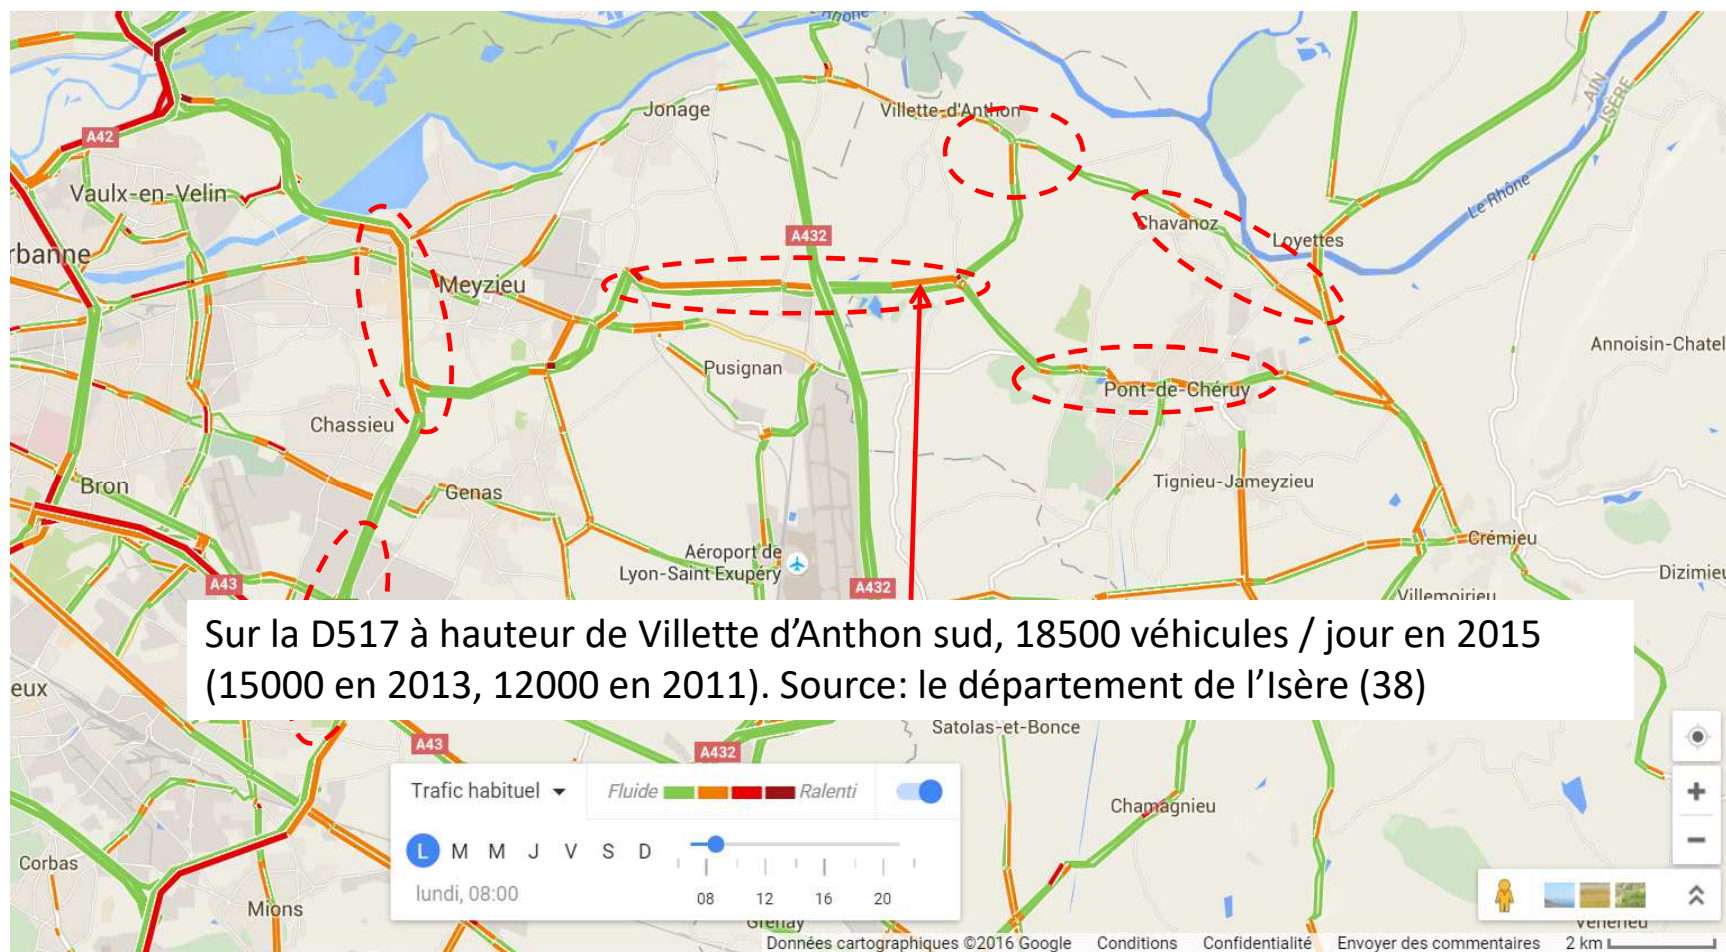 Le Rhône
Jonage
Villette-d'Anthon
AIN
ISÈRE
A42
Vaulx-en-Velin
Le Rhône
Chavanoz
A432
Loyettes
rbanne
Meyzieu
Annoisin-Chatel
Pusignan
Pont-de-Chéruy
Chassieu
Bron
Genas
Tignieu-Jameyzieu
Crémieu
Aéroport de
Lyon-Saint Exupéry
A43
A432
Dizimieu
Villemoirieu
Sur la D517 à hauteur de Villette d’Anthon sud, 18500 véhicules / jour en 2015
(15000 en 2013, 12000 en 2011). Source: le département de l’Isère (38)
eux
Satolas-et-Bonce
A43
A432
Trafic habituel
Fluide
Ralenti
Chamagnieu
L M M J V S D
Corbas
lundi, 08:00
08 12 16 20
Mions
Grenay
Vénérieu
Données cartographiques ©2016 Google Conditions Confidentialité Envoyer des commentaires 2 km